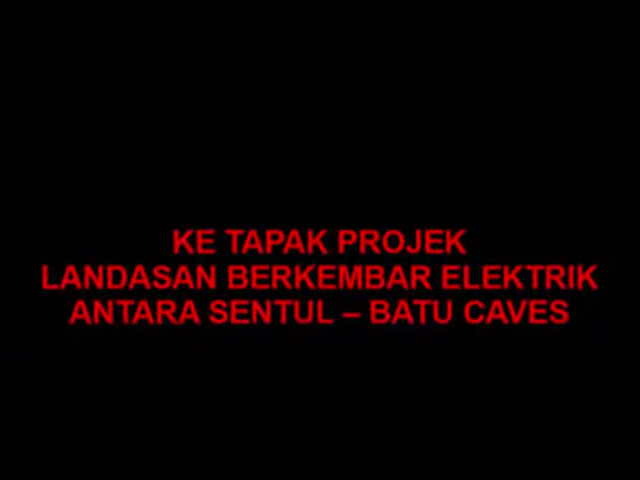 KE TAPAK PROJEK
LANDASAN BERKEMBAR ELEKTRIK
ANTARA SENTUL – BATU CAVES